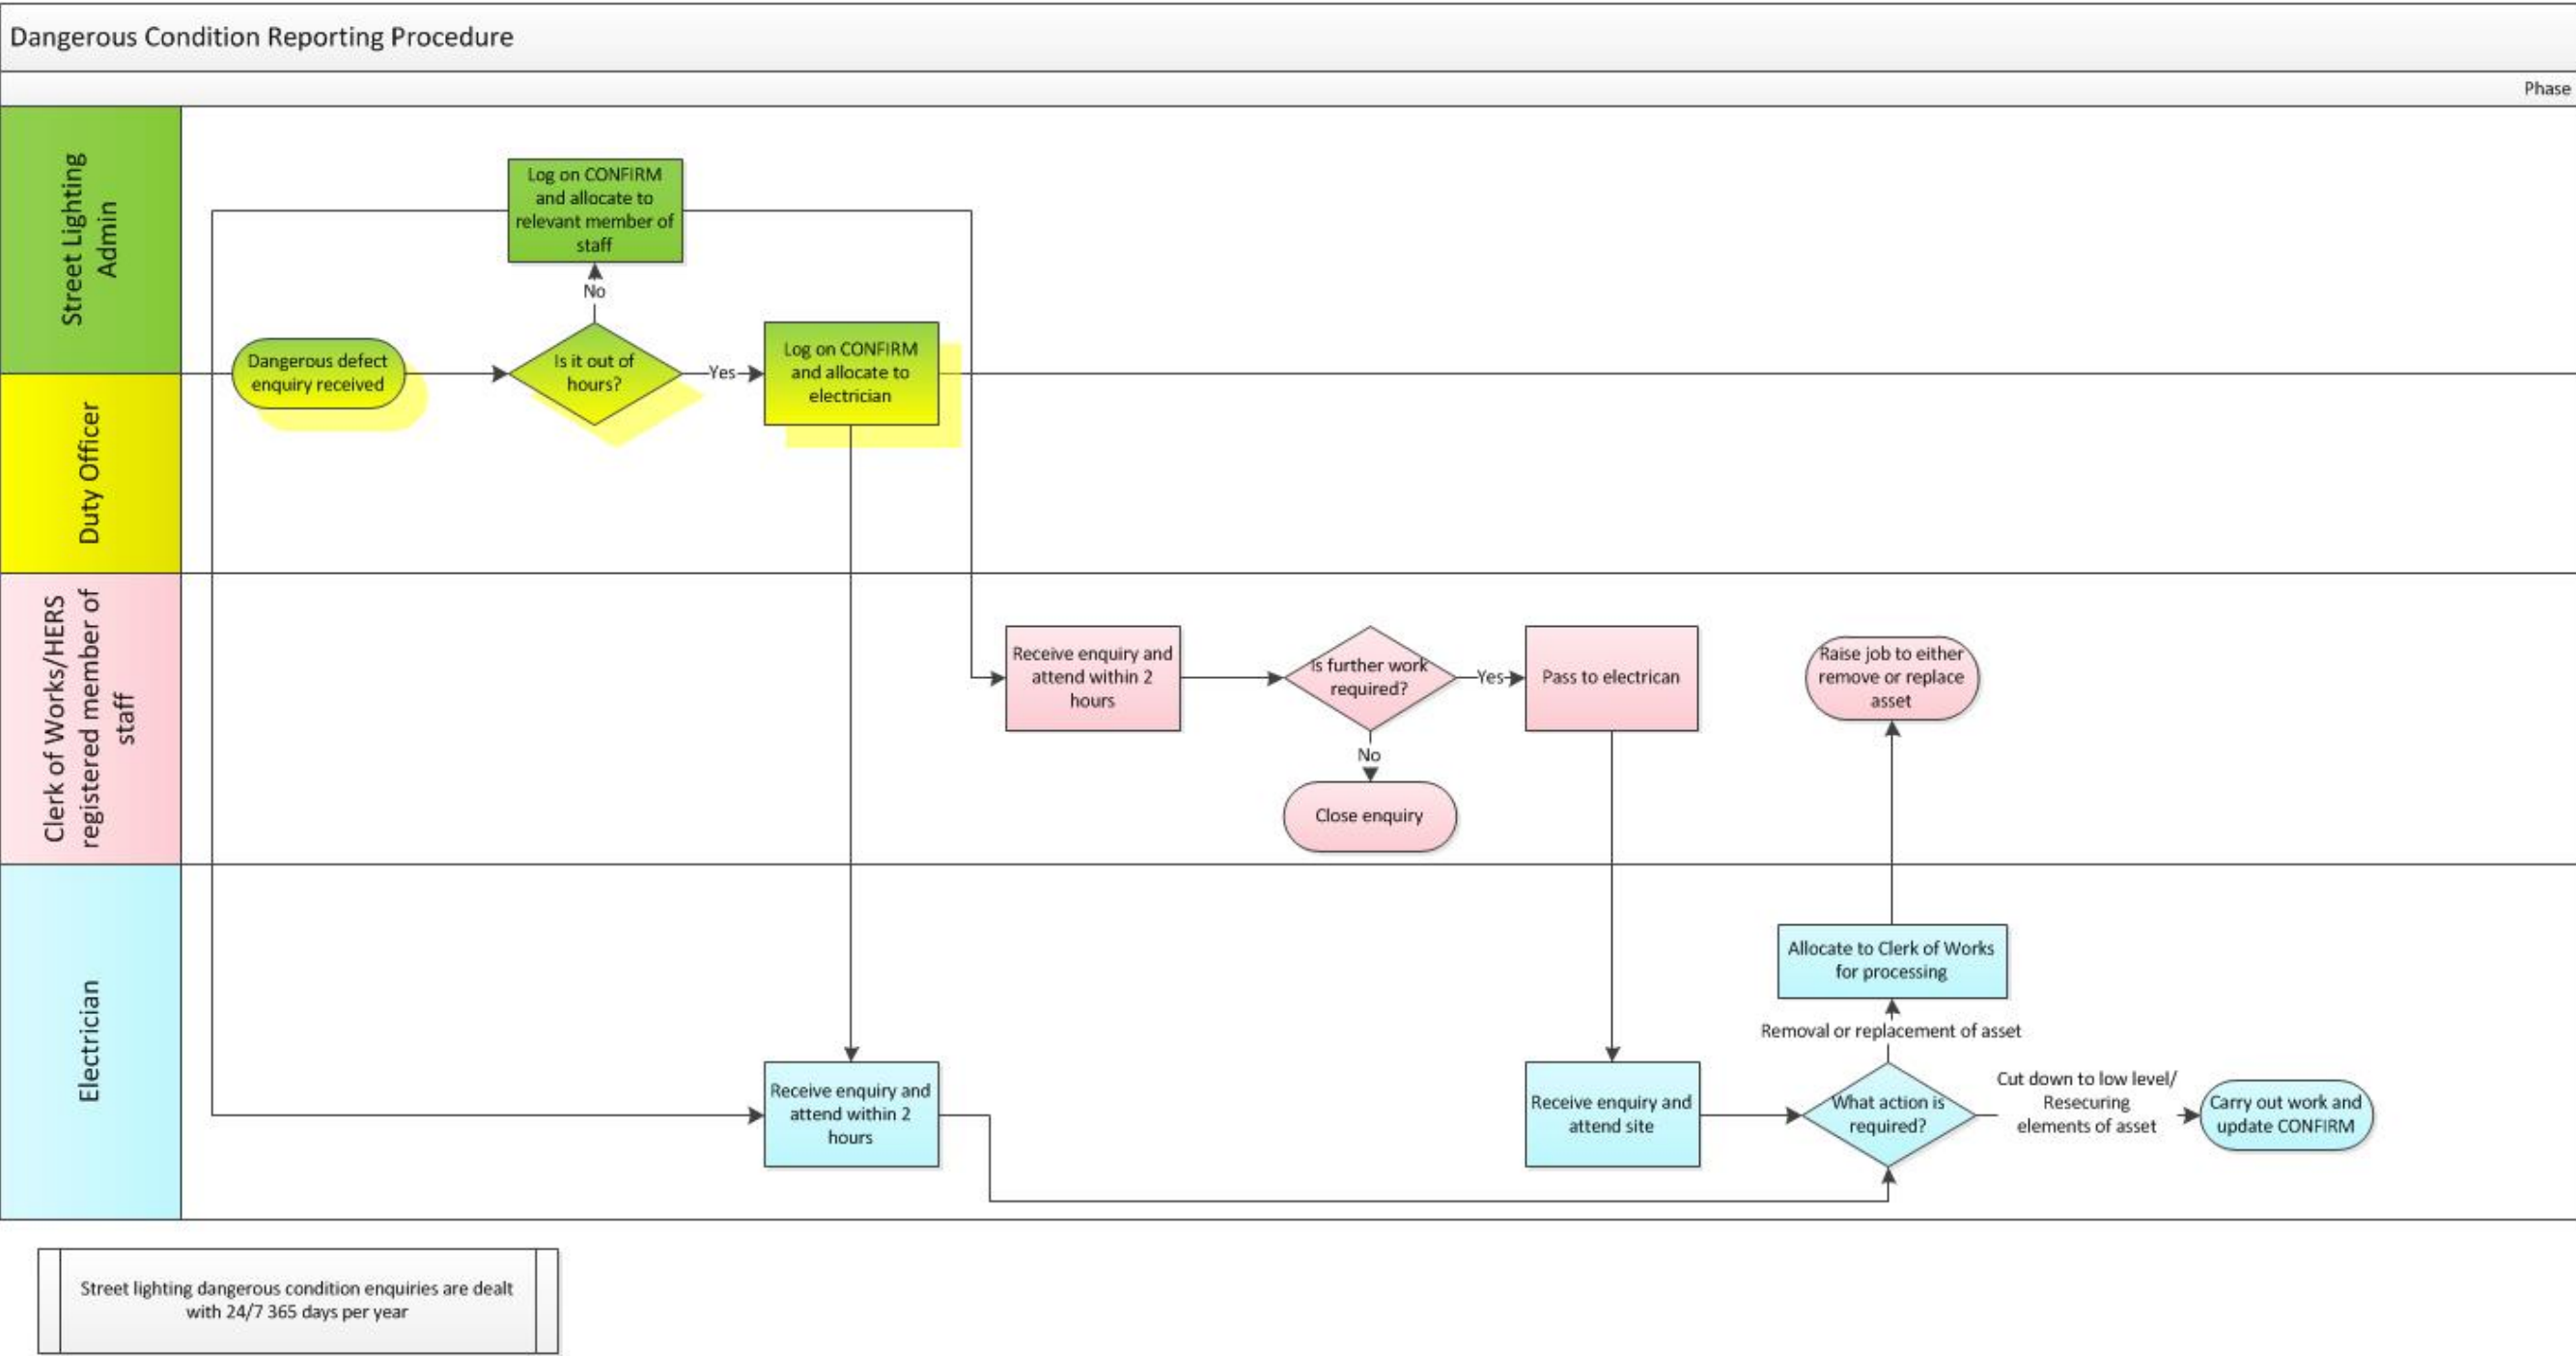 Dangerous Condition Reporting Procedure
Phase
Street Lighting
Admin
Log on CONFIRM
and allocate to
relevant member of
staff
No
Dangerous defect
enquiry received
Is it out of
hours?
Yes
Log on CONFIRM
and allocate to
electrician
Duty Officer
Clerk of Works/HERS
registered member of
staff
Receive enquiry and
attend within 2
hours
Is further work
required?
Yes
Pass to electrican
Raise job to either
remove or replace
asset
No
Close enquiry
Electrician
Allocate to Clerk of Works
for processing
Removal or replacement of asset
Receive enquiry and
attend within 2
hours
Receive enquiry and
attend site
What action is
required?
Cut down to low level/
Resecuring
elements of asset
Carry out work and
update CONFIRM
Street lighting dangerous condition enquiries are dealt
with 24/7 365 days per year